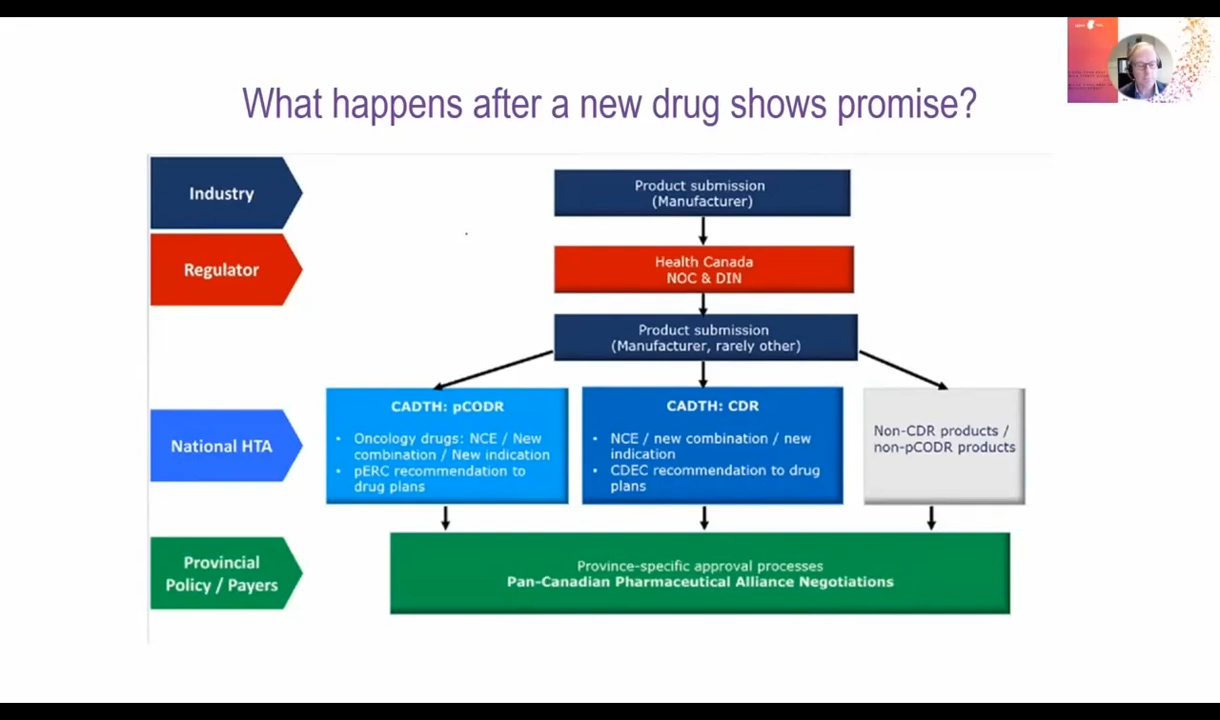 What happens after a new drug shows promise?
Industry
Product submission
(Manufacturer)
Regulator
Health Canada
NOC & DIN
Product submission
(Manufacturer, rarely other)
National HTA
CADTH: pCODR
• Oncology drugs: NCE / New
combination / New indication
• pERC recommendation to
drug plans
CADTH: CDR
• NCE / new combination / new
indication
• CDEC recommendation to drug
plans
Non-CDR products /
non-pCODR products
Provincial
Policy / Payers
Province-specific approval processes
Pan-Canadian Pharmaceutical Alliance Negotiations